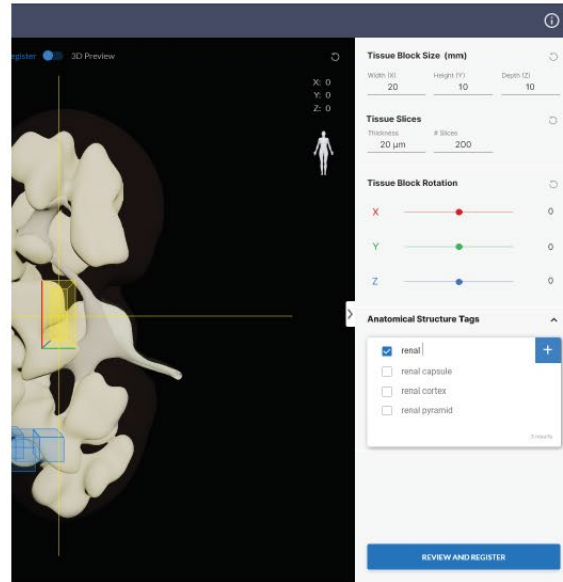 egister 3D Preview
X: 0
Y: 0
Z: 0
Tissue Block Size (mm)
Width (X) Height (Y) Depth (Z)
20 10 10
Tissue Slices
Thickness # Slices
20 μm 200
Tissue Block Rotation
X 0
Y 0
Z 0
Anatomical Structure Tags
renal
+
renal capsule
renal cortex
renal pyramid
results
REVIEW AND REGISTER